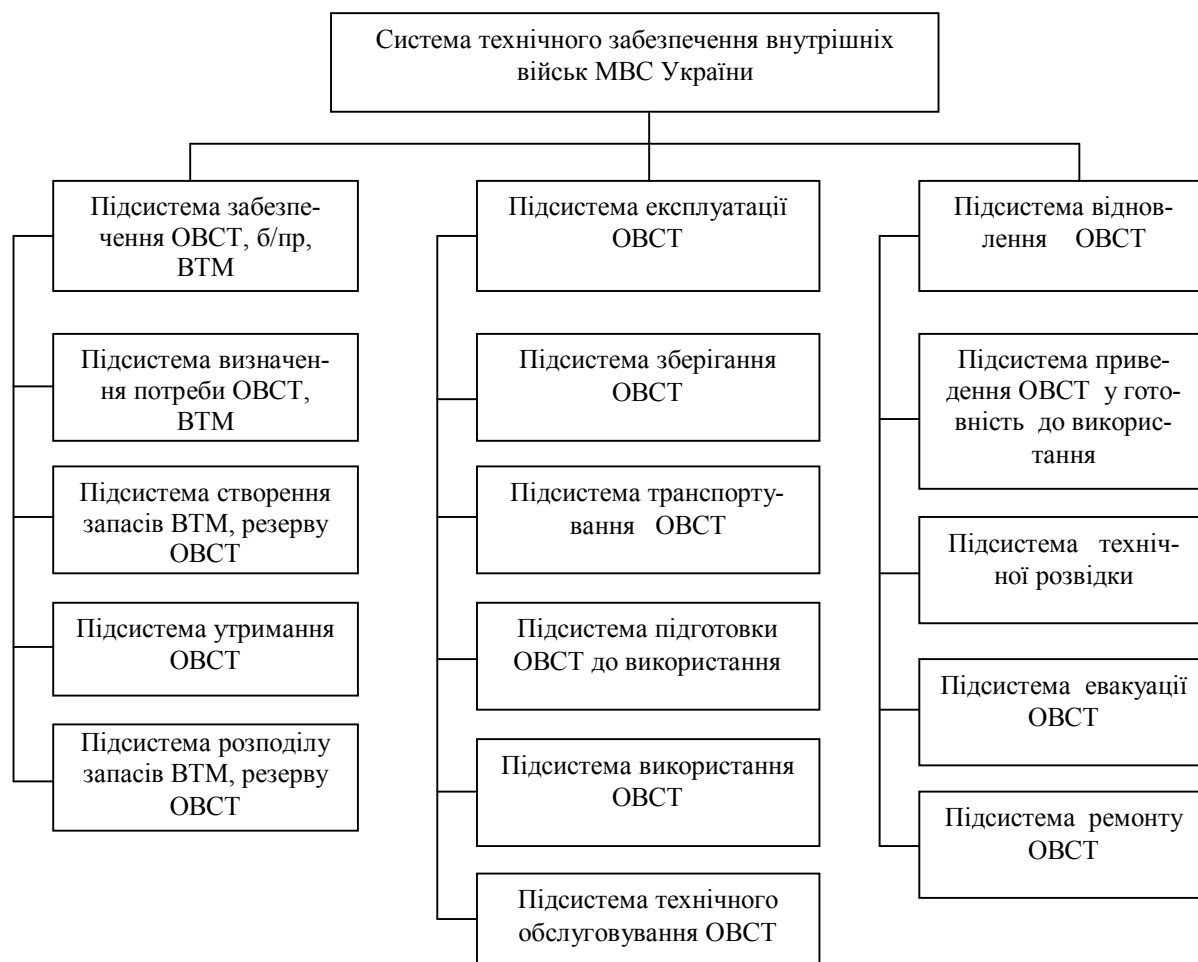 Система технічного забезпечення внутрішніх
військ МВС України
Підсистема забезпе-
чення ОВСТ, б/пр,
ВТМ
Підсистема визначен-
ня потреби ОВСТ,
ВТМ
Підсистема створення
запасів ВТМ, резерву
ОВСТ
Підсистема утримання
ОВСТ
Підсистема розподілу
запасів ВТМ, резерву
ОВСТ
Підсистема експлуатації
ОВСТ
Підсистема зберігання
ОВСТ
Підсистема транспорту-
вання ОВСТ
Підсистема підготовки
ОВСТ до використання
Підсистема використання
ОВСТ
Підсистема технічного
обслуговування ОВСТ
Підсистема віднов-
лення ОВСТ
Підсистема приве-
дення ОВСТ у гото-
вність до викорис-
тання
Підсистема техніч-
ної розвідки
Підсистема евакуації
ОВСТ
Підсистема ремонту
ОВСТ